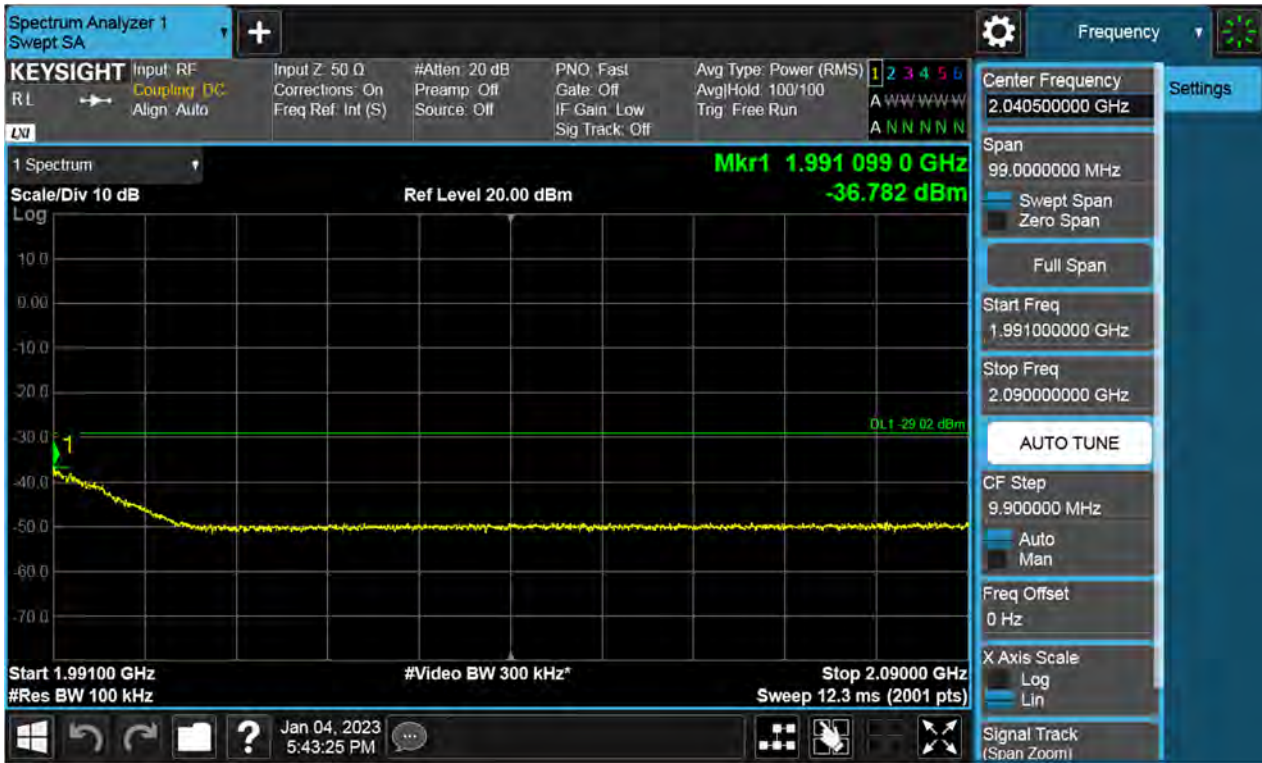 Spectrum Analyzer 1
Swept SA
+
Frequency
KEYSIGHT
RL
LXI
Input: RF
Coupling: DC
Align: Auto
Input Z: 50 Ω
Corrections: On
Freq Ref: Int (S)
#Atten: 20 dB
Preamp: Off
Source: Off
PNO: Fast
Gate: Off
IF Gain: Low
Sig Track: Off
Avg Type: Power (RMS)
Avg|Hold: 100/100
Trig: Free Run
1 2 3 4 5 6
A W W W W W
A N N N N N
1 Spectrum
Mkr1 1.991 099 0 GHz
Scale/Div 10 dB
Ref Level 20.00 dBm
-36.782 dBm
Log
10.0
0.00
-10.0
-20.0
DL1 -29.02 dBm
-30.0
1
-40.0
-50.0
-60.0
-70.0
Start 1.99100 GHz
#Video BW 300 kHz*
Stop 2.09000 GHz
#Res BW 100 kHz
Sweep 12.3 ms (2001 pts)
Center Frequency
2.040500000 GHz
Settings
Span
99.0000000 MHz
Swept Span
Zero Span
Full Span
Start Freq
1.991000000 GHz
Stop Freq
2.090000000 GHz
AUTO TUNE
CF Step
9.900000 MHz
Auto
Man
Freq Offset
0 Hz
X Axis Scale
Log
Lin
Signal Track
(Span Zoom)
?
Jan 04, 2023
5:43:25 PM